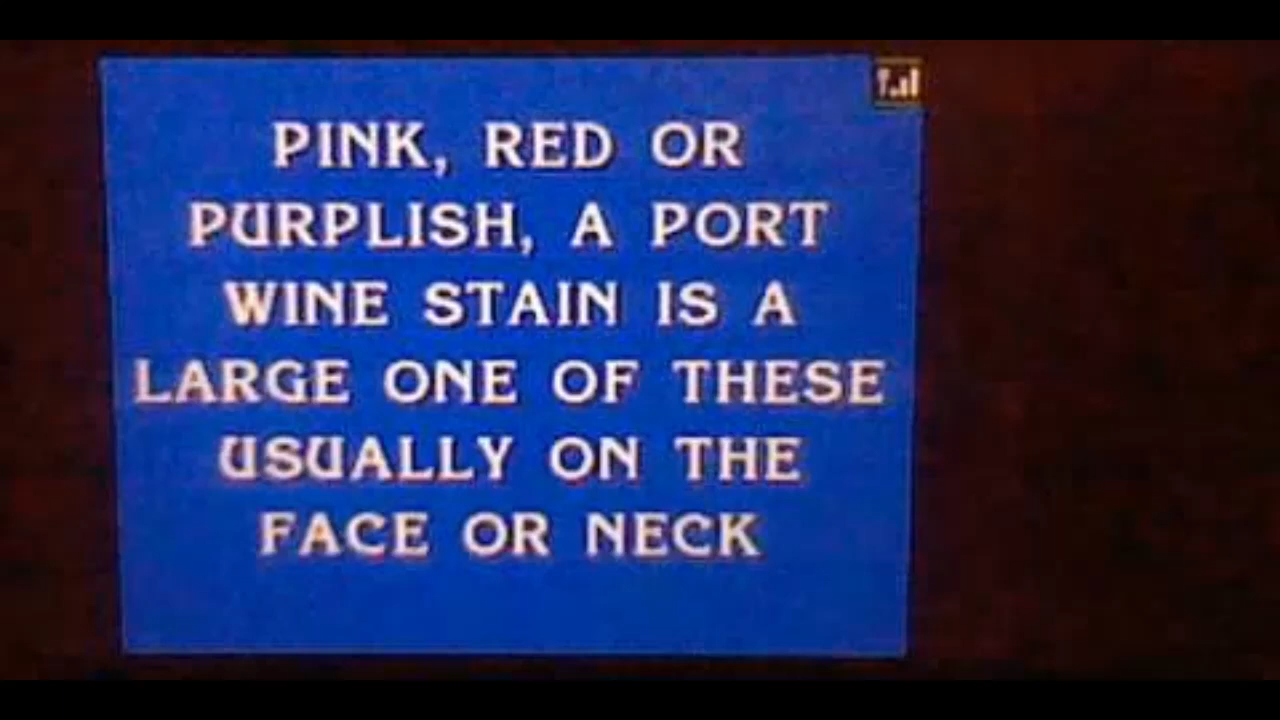 PINK, RED OR
PURPLISH, A PORT
WINE STAIN IS A
LARGE ONE OF THESE
USUALLY ON THE
FACE OR NECK